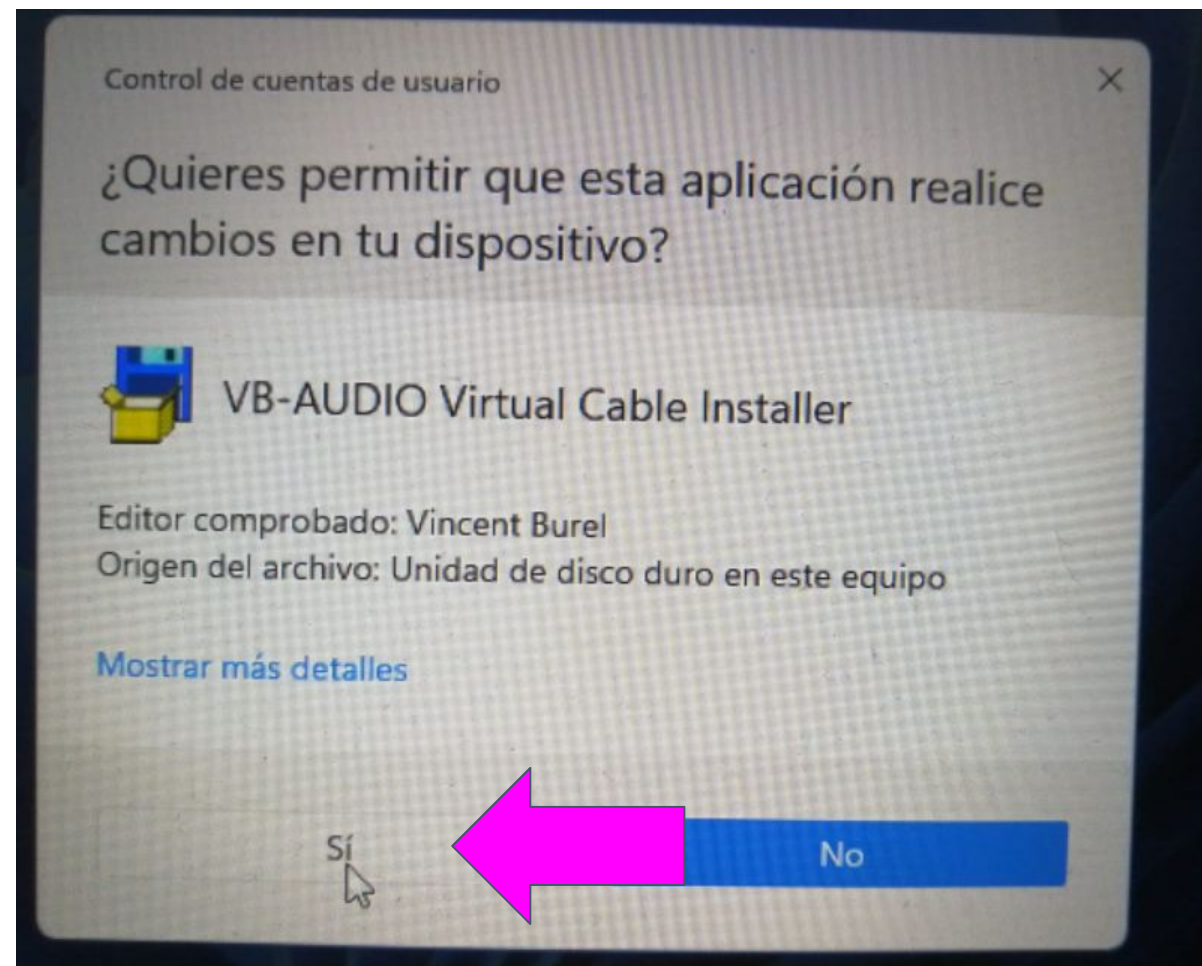 Control de cuentas de usuario
¿Quieres permitir que esta aplicación realice
cambios en tu dispositivo?
VB-AUDIO Virtual Cable Installer
Editor comprobado: Vincent Burel
Origen del archivo: Unidad de disco duro en este equipo
Mostrar más detalles
Sí
No